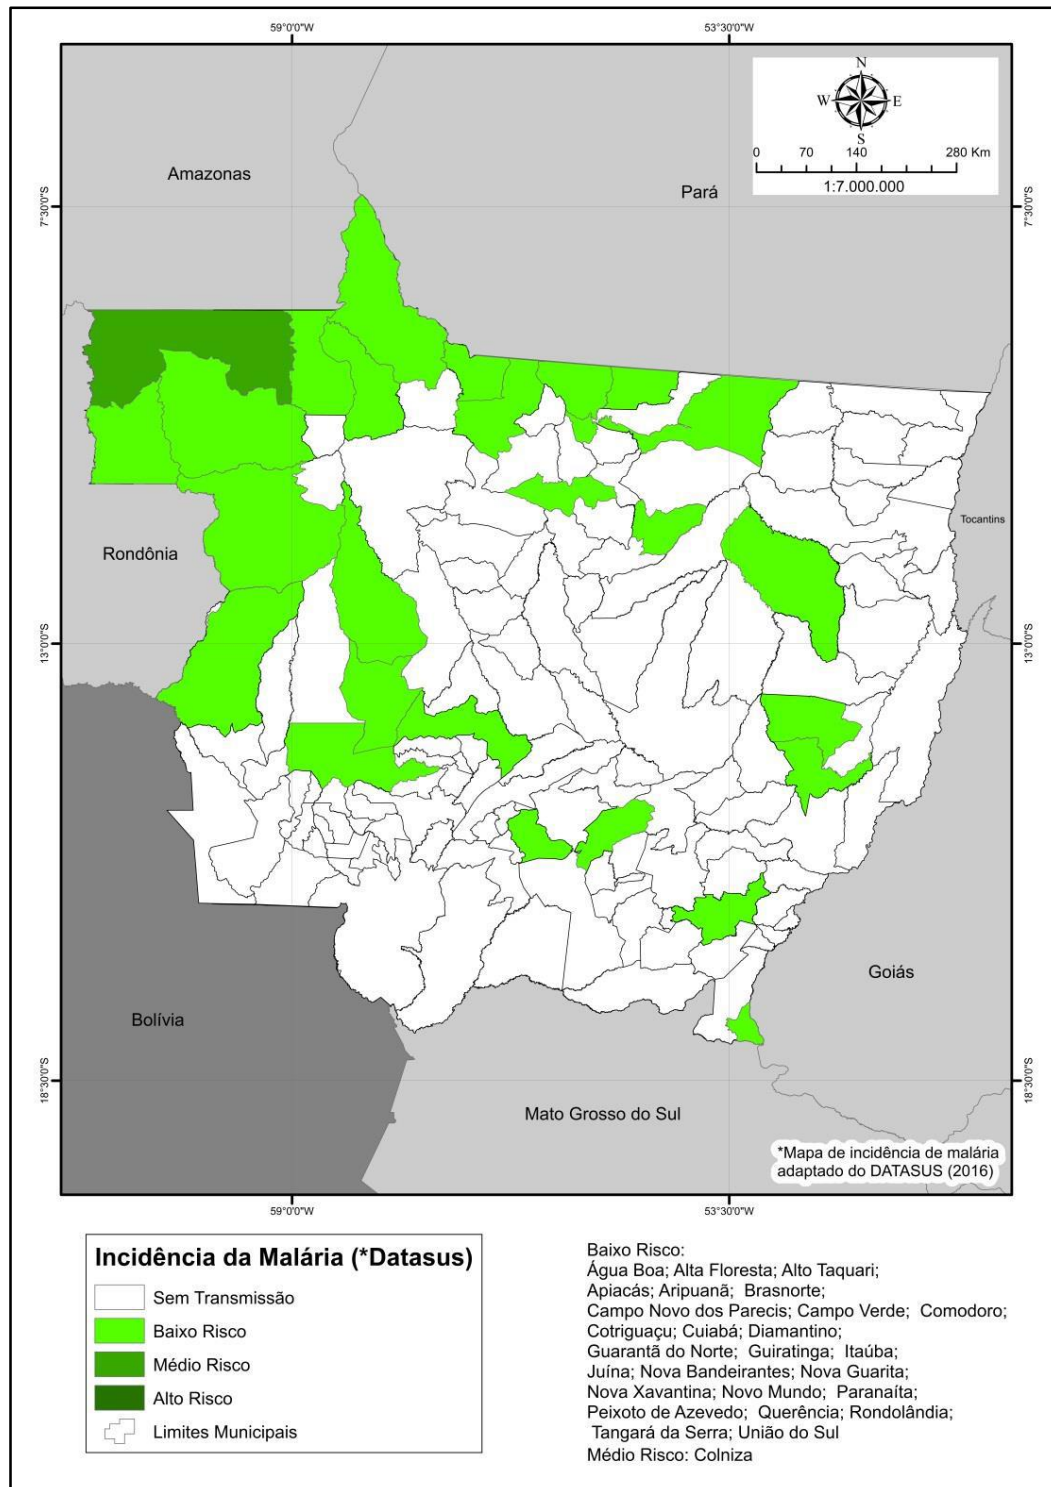 59°0'0"W
53°30'0"W
N
W
E
S
0 70 140 280 Km
1:7.000.000
Amazonas
Pará
7°30'0"S
7°30'0"S
Rondônia
Tocantins
13°0'0"S
13°0'0"S
Goiás
Bolívia
18°30'0"S
18°30'0"S
Mato Grosso do Sul
*Mapa de incidência de malária
adaptado do DATASUS (2016)
59°0'0"W
53°30'0"W
Incidência da Malária (*Datasus)
Sem Transmissão
Baixo Risco
Médio Risco
Alto Risco
Limites Municipais
Baixo Risco:
Água Boa; Alta Floresta; Alto Taquari;
Apiacás; Aripuanã; Brasnorte;
Campo Novo dos Parecis; Campo Verde; Comodoro;
Cotriguaçu; Cuiabá; Diamantino;
Guarantã do Norte; Guiratinga; Itaúba;
Juína; Nova Bandeirantes; Nova Guarita;
Nova Xavantina; Novo Mundo; Paranaíta;
Peixoto de Azevedo; Querência; Rondolândia;
Tangará da Serra; União do Sul
Médio Risco: Colniza